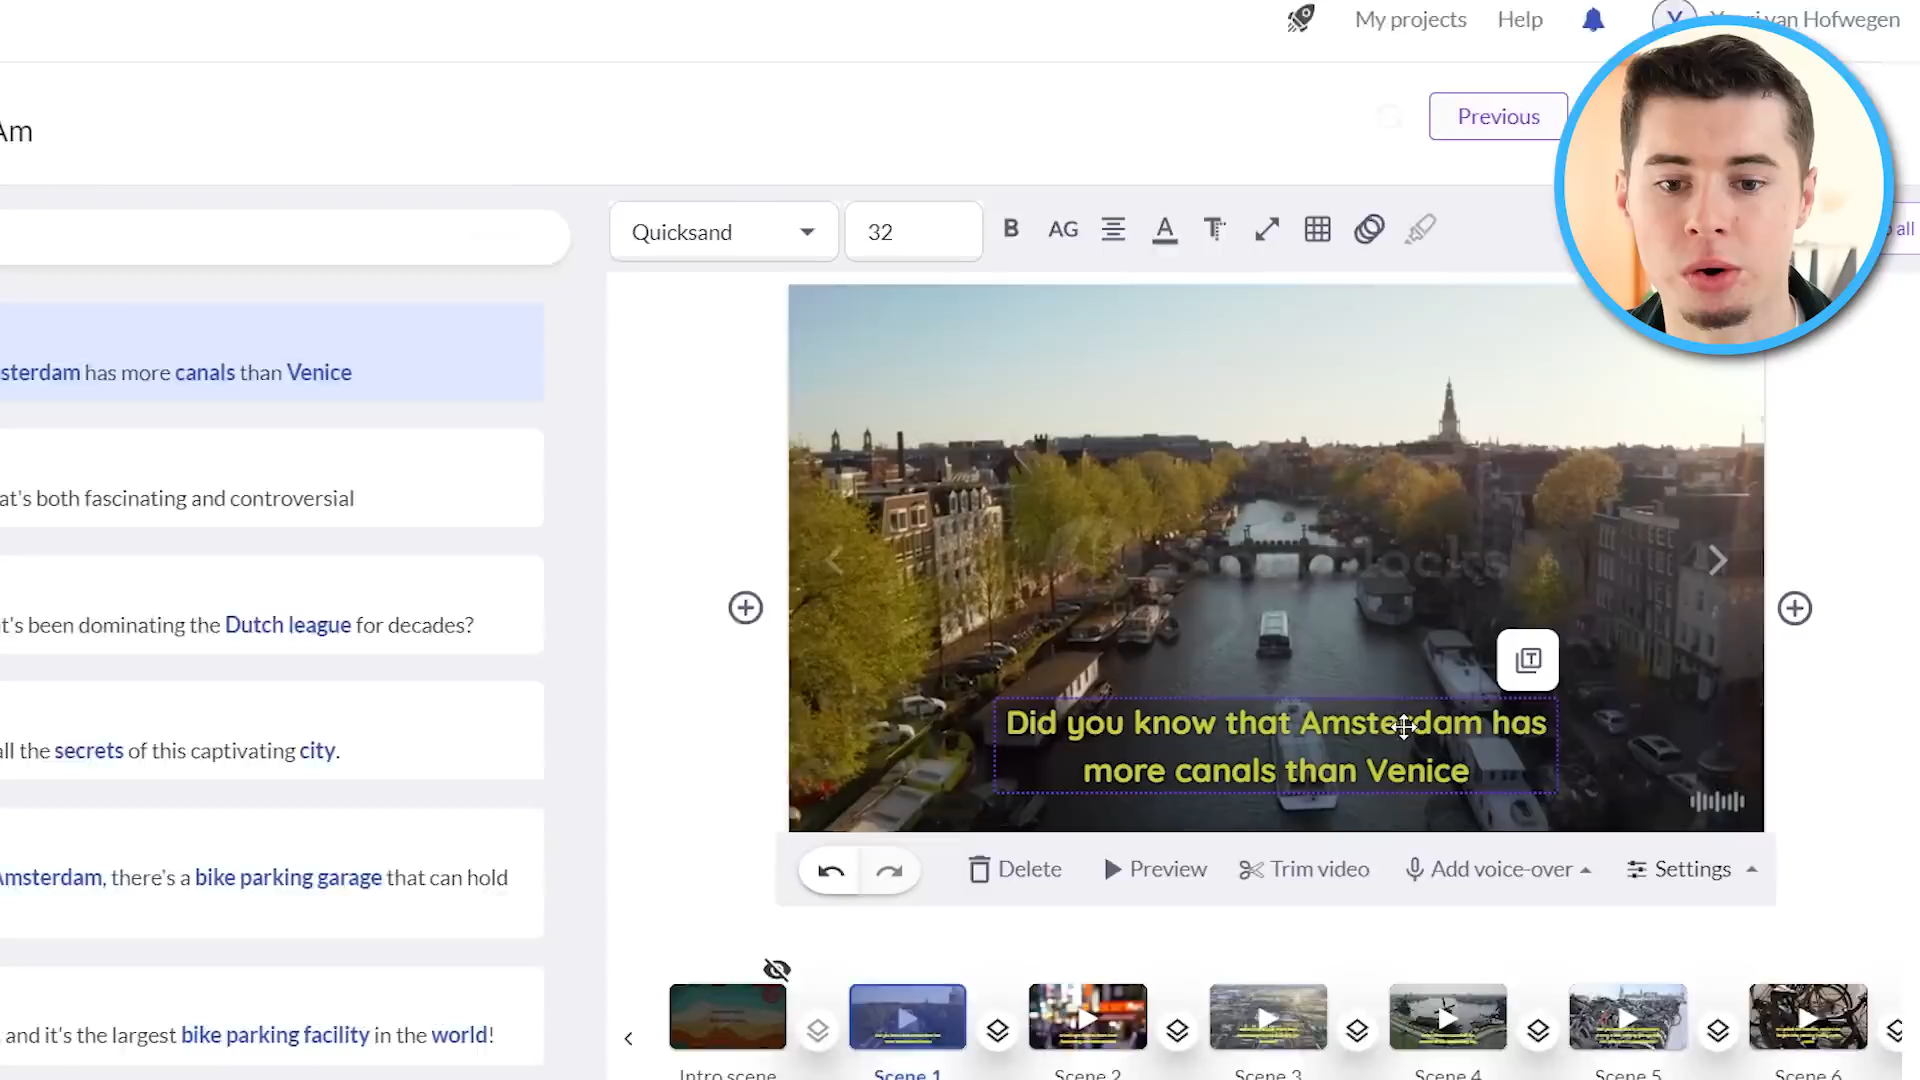 My projects Help
van Hofwegen
Am
Previous
Quicksand
32
B
AG
all
sterdam has more canals than Venice
at's both fascinating and controversial
t's been dominating the Dutch league for decades?
all the secrets of this captivating city.
Amsterdam, there's a bike parking garage that can hold
and it's the largest bike parking facility in the world!
Did you know that Amsterdam has
more canals than Venice
Delete Preview Trim video Add voice-over Settings
Intro scene Scene 1 Scene 2 Scene 3 Scene 4 Scene 5 Scene 6